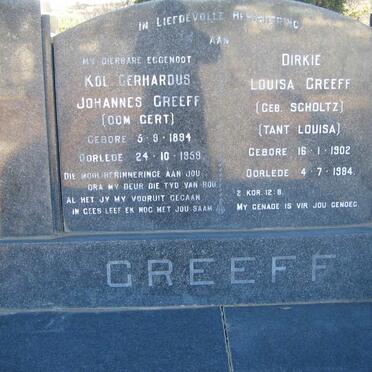 IN LIEFDEVOLLE HERINNERING
AAN
MY DIERBARE EGGENOOT
KOL GERHARDUS
JOHANNES GREEFF
(OOM GERT)
GEBORE 5·9·1894
OORLEDE 24·10·1959
DIE MOOI HERINNERINGE AAN JOU
DRA MY DEUR DIE TYD VAN ROU
AL HET JY MY VOORUIT GEGAAN
IN GEES LEEF EK NOG MET JOU SAAM
DIRKIE
LOUISA GREEFF
(GEB. SCHOLTZ)
(TANT LOUISA)
GEBORE 16·1·1902
OORLEDE 4·7·1984
2 KOR. 12:8.
MY GENADE IS VIR JOU GENOEG.
GREEFF